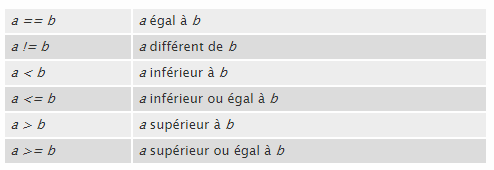 a == b a égal à b
a != b a différent de b
a < b a inférieur à b
a <= b a inférieur ou égal à b
a > b a supérieur à b
a >= b a supérieur ou égal à b